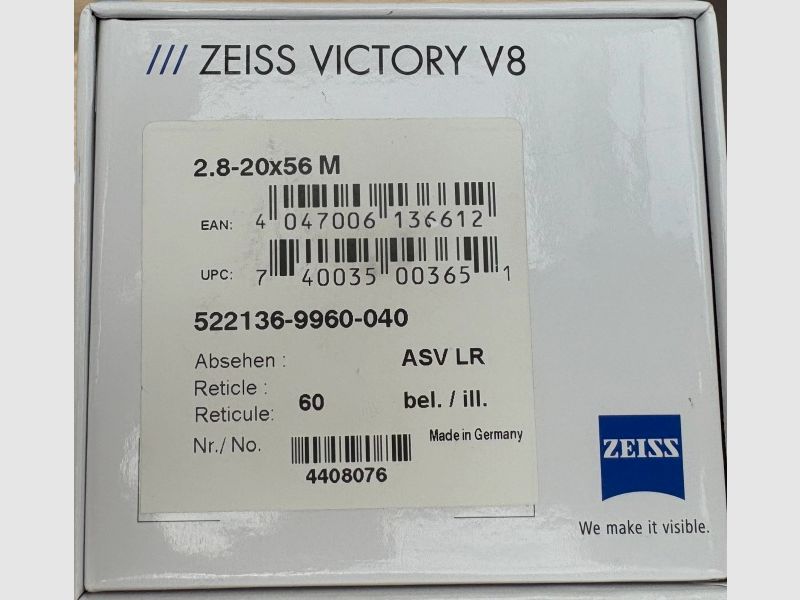 /// ZEISS VICTORY V8
2.8-20x56 M
EAN: 4 047006 136612
UPC: 7 40035 00365 1
522136-9960-040
Absehen : ASV LR
Reticle :
Reticule: 60 bel. / ill.
Nr./ No. Made in Germany
4408076
ZEISS
We make it visible.